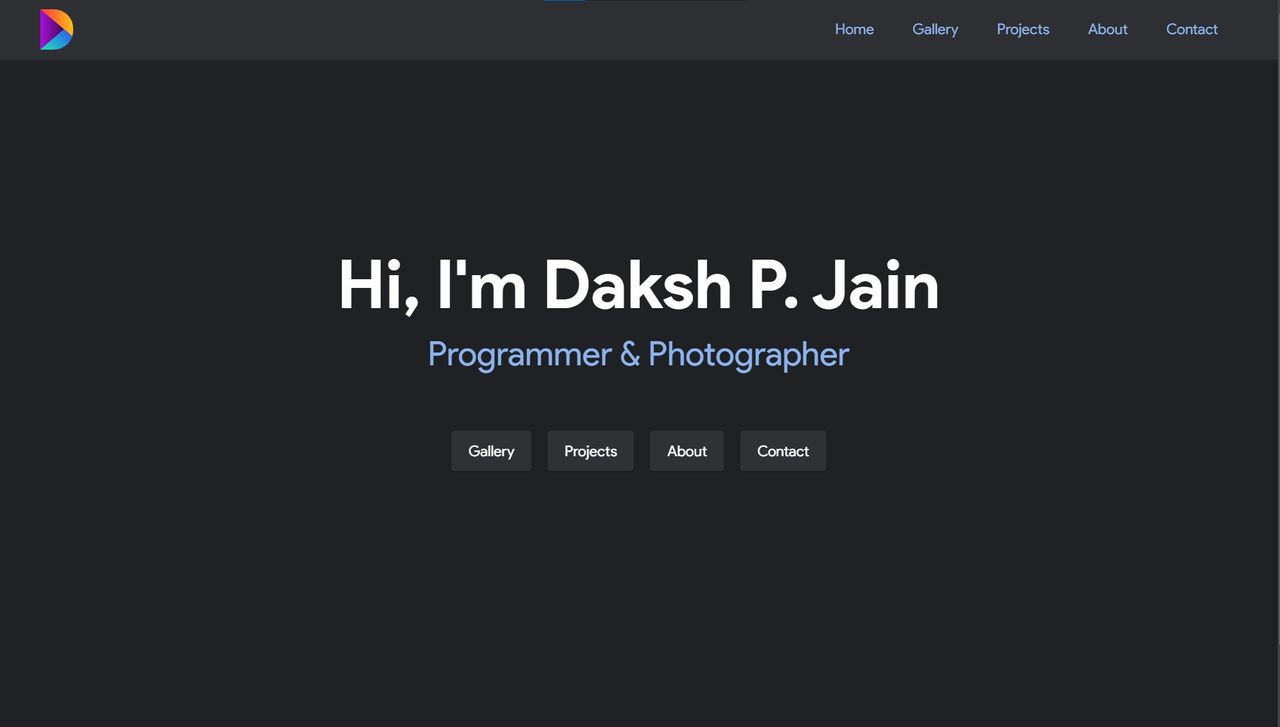 Home Gallery Projects About Contact
Hi, I'm Daksh P. Jain
Programmer & Photographer
Gallery Projects About Contact